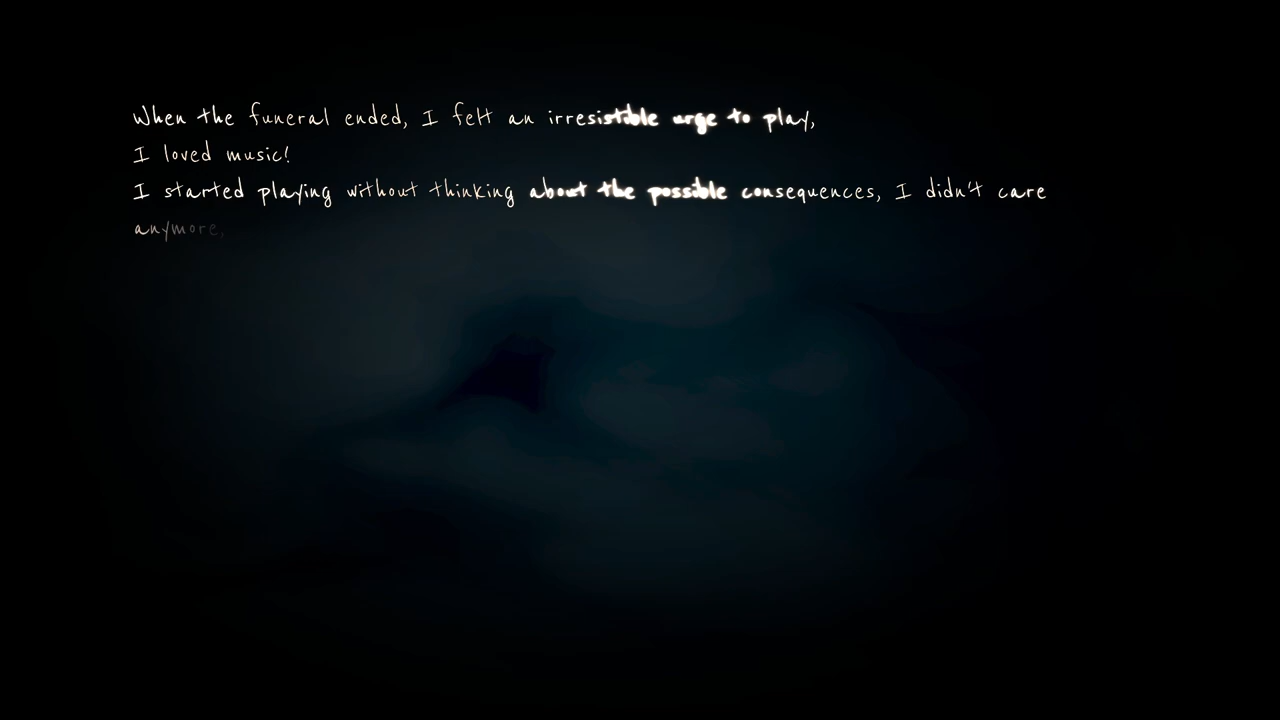 When the funeral ended, I felt an irresistible urge to play,
I loved music!
I started playing without thinking about the possible consequences, I didn't care
anymore,